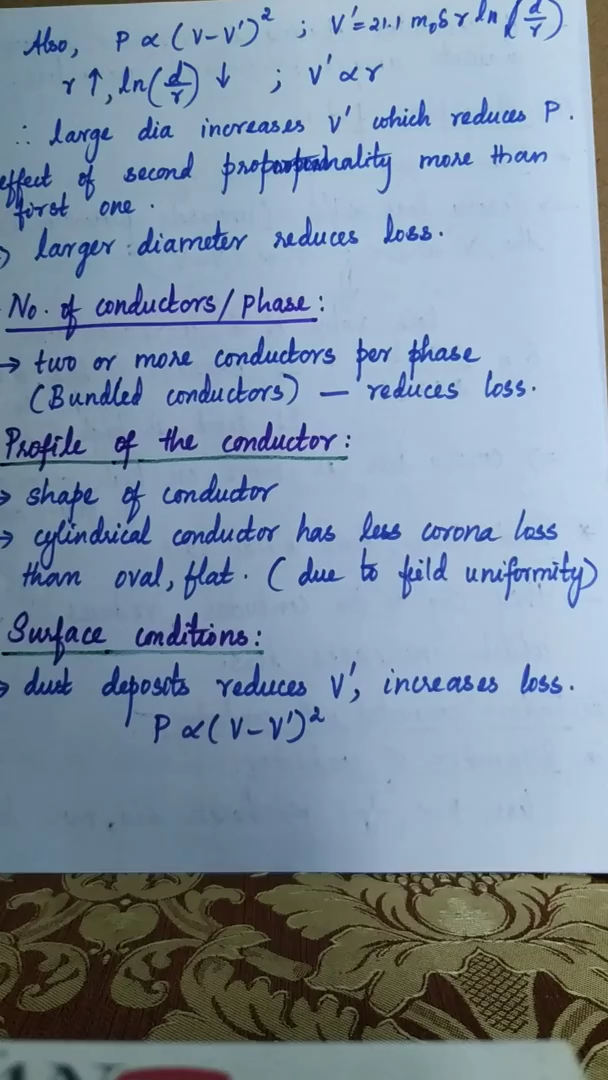 Also, P ∝ (V-V')² ; V'=21.1 m₀δ r ln(d/r)
r ↑, ln(d/r) ↓ ; V' ∝ r
∴ large dia increases V' which reduces P.
effect of second proportionality more than
first one.
→ larger diameter reduces loss.
No. of conductors/phase:
→ two or more conductors per phase
(Bundled conductors) — reduces loss.
Profile of the conductor:
→ shape of conductor
→ cylindrical conductor has less corona loss
than oval, flat. (due to field uniformity)
Surface conditions:
→ dust deposits reduces V', increases loss.
P ∝ (V-V')²